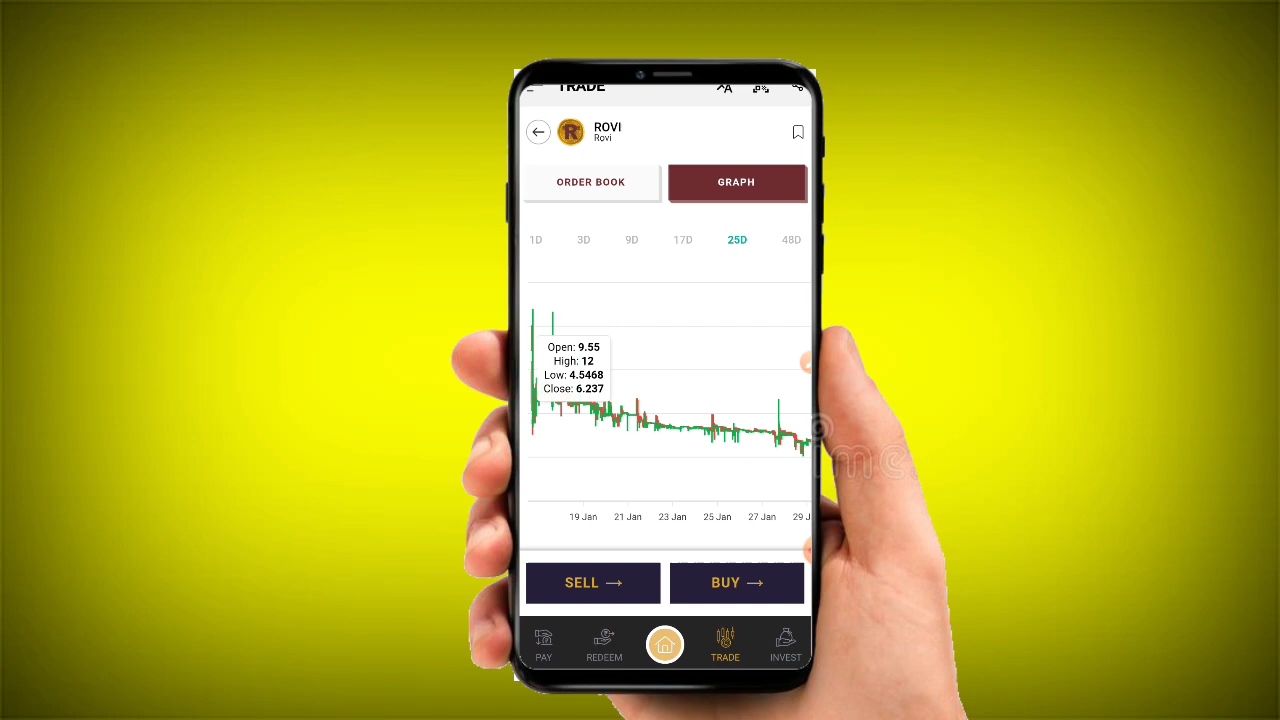 TRADE
ROVI
Rovi
ORDER BOOK
GRAPH
1D 3D 9D 17D 25D 48D
Open: 9.55
High: 12
Low: 4.5468
Close: 6.237
19 Jan 21 Jan 23 Jan 25 Jan 27 Jan 29 J
SELL →
BUY →
PAY REDEEM TRADE INVEST